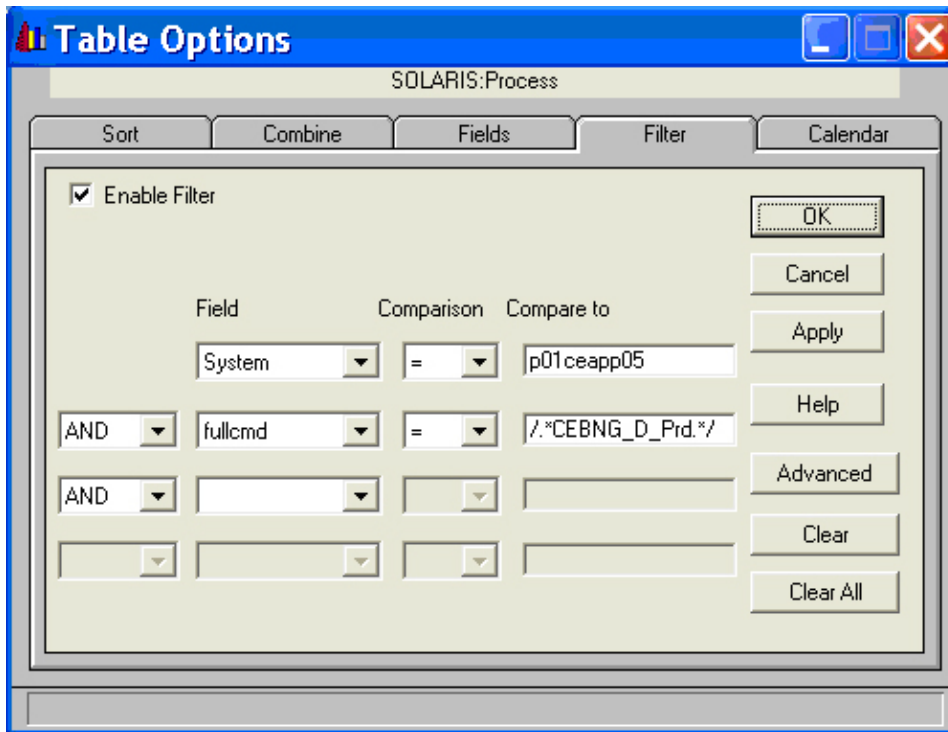 Table Options
SOLARIS:Process
Sort Combine Fields Filter Calendar
Enable Filter
OK
Cancel
Field Comparison Compare to
Apply
System = p01ceapp05
Help
AND fullcmd = /.*CEBNG_D_Prd.*/
Advanced
AND
Clear
Clear All